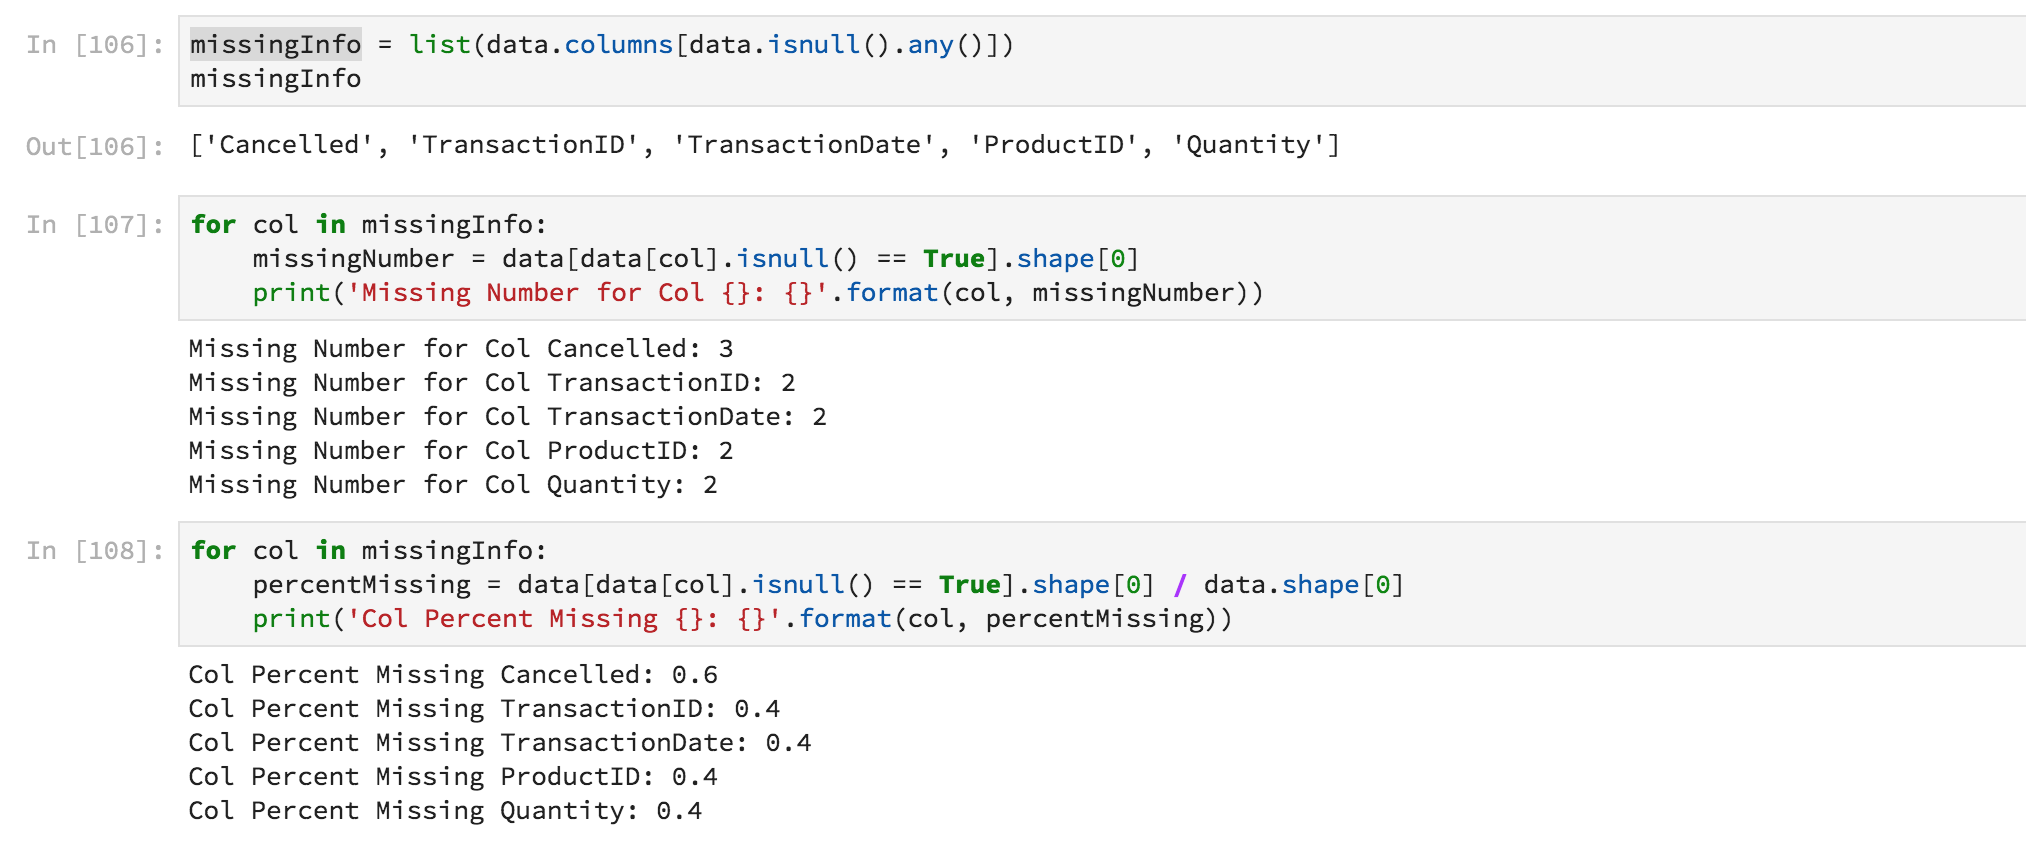 In [106]: missingInfo = list(data.columns[data.isnull().any()])
missingInfo
Out[106]: ['Cancelled', 'TransactionID', 'TransactionDate', 'ProductID', 'Quantity']
In [107]: for col in missingInfo:
    missingNumber = data[data[col].isnull() == True].shape[0]
    print('Missing Number for Col {}: {}'.format(col, missingNumber))
Missing Number for Col Cancelled: 3
Missing Number for Col TransactionID: 2
Missing Number for Col TransactionDate: 2
Missing Number for Col ProductID: 2
Missing Number for Col Quantity: 2
In [108]: for col in missingInfo:
    percentMissing = data[data[col].isnull() == True].shape[0] / data.shape[0]
    print('Col Percent Missing {}: {}'.format(col, percentMissing))
Col Percent Missing Cancelled: 0.6
Col Percent Missing TransactionID: 0.4
Col Percent Missing TransactionDate: 0.4
Col Percent Missing ProductID: 0.4
Col Percent Missing Quantity: 0.4